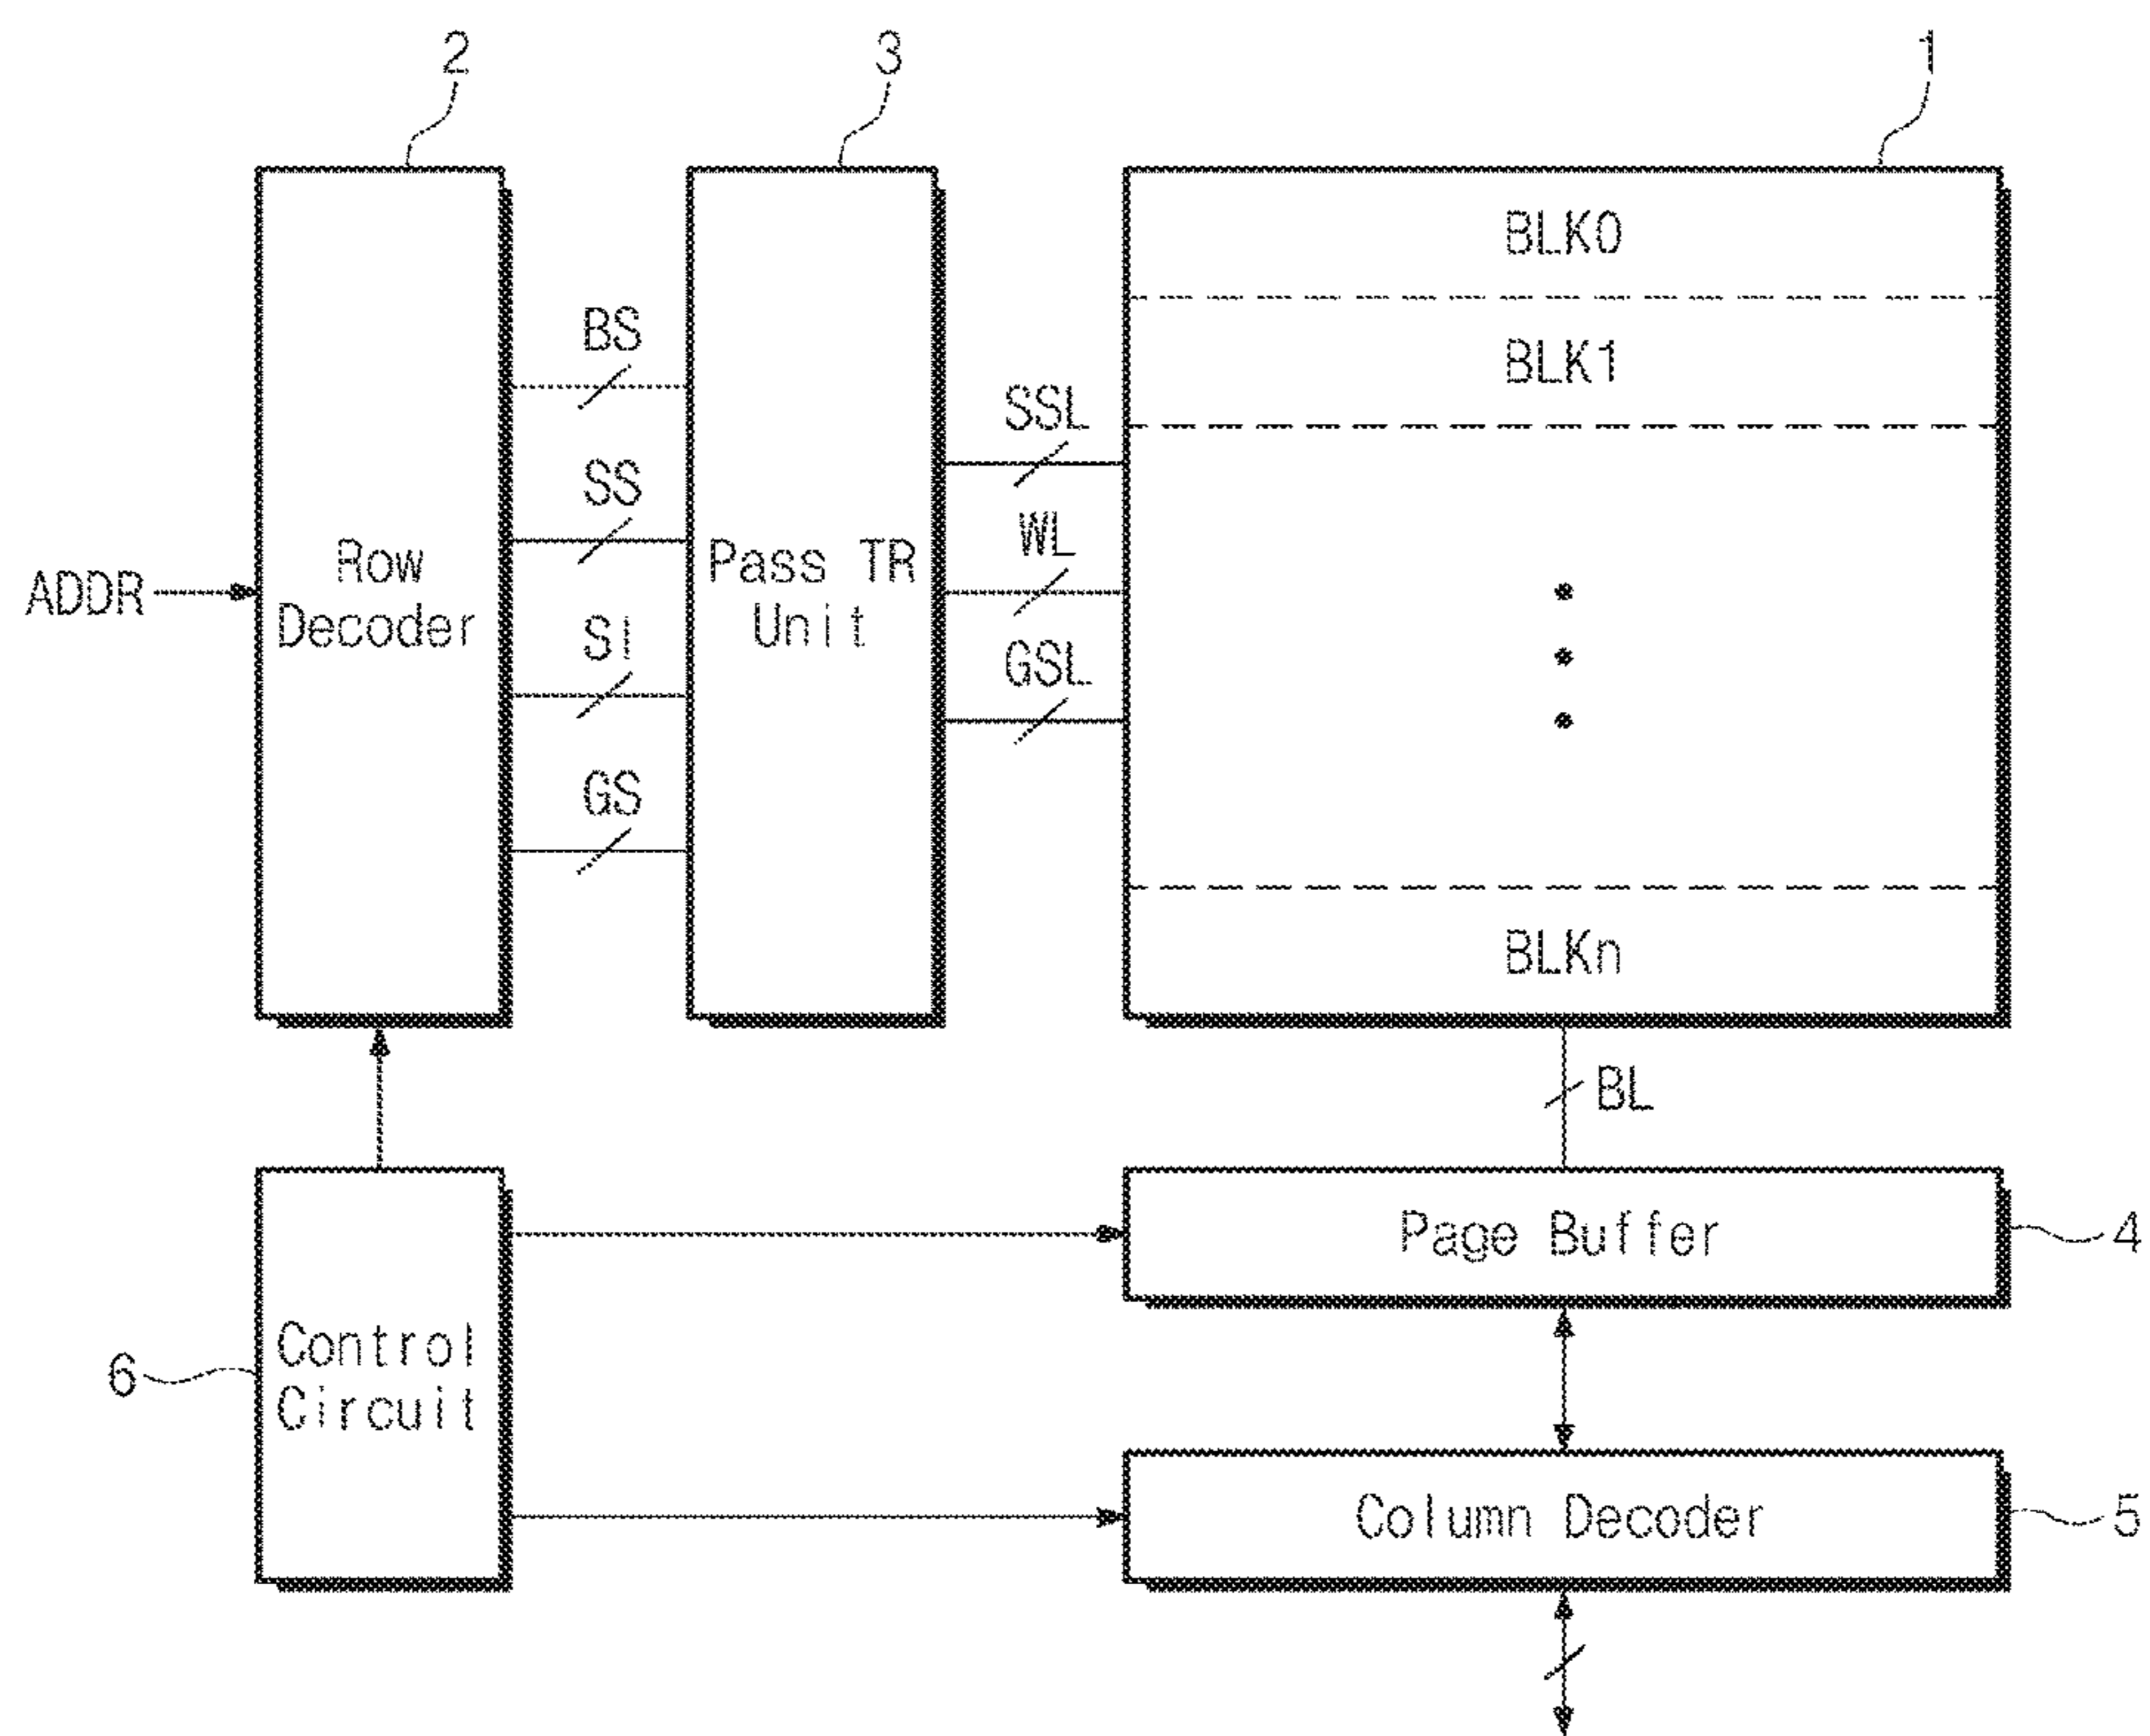 2
3
1
BLK0
BS
BLK1
SSL
SS
WL
ADDR
Row
Decoder
Pass TR
Unit
SI
GSL
GS
BLKn
BL
Page Buffer
4
Control
Circuit
6
Column Decoder
5